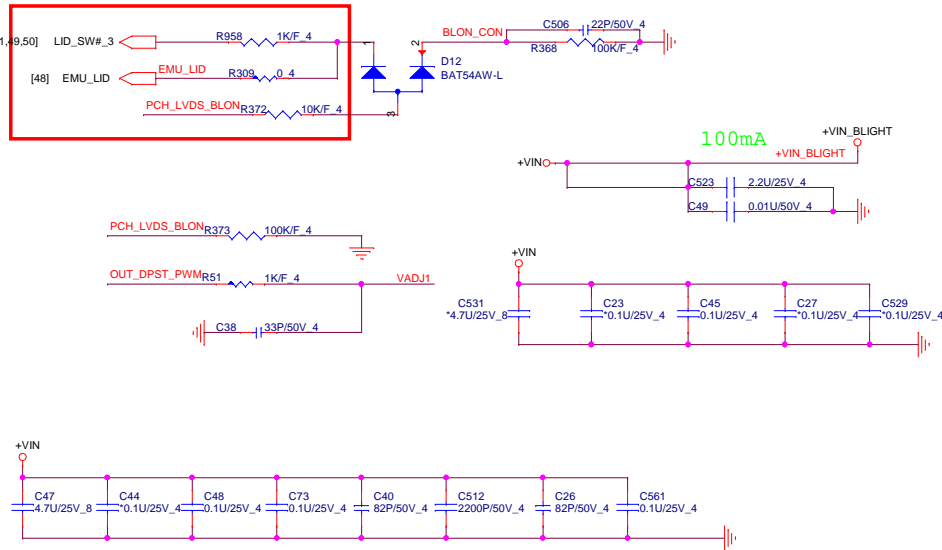 C506 22P/50V_4
1,49,50] LID_SW#_3 R958 1K/F_4 1 2 BLON_CON R368 100K/F_4
D12
BAT54AW-L
[48] EMU_LID EMU_LID R309 0_4
PCH_LVDS_BLON R372 10K/F_4 3
100mA
+VIN_BLIGHT
+VIN +VIN_BLIGHT
C523 2.2U/25V_4
C49 0.01U/50V_4
PCH_LVDS_BLON R373 100K/F_4
OUT_DPST_PWM R51 1K/F_4 VADJ1
C38 33P/50V_4
+VIN
C531 C23 C45 C27 C529
*4.7U/25V_8 *0.1U/25V_4 0.1U/25V_4 *0.1U/25V_4 *0.1U/25V_4
+VIN
C47 C44 C48 C73 C40 C512 C26 C561
4.7U/25V_8 *0.1U/25V_4 0.1U/25V_4 0.1U/25V_4 82P/50V_4 2200P/50V_4 82P/50V_4 0.1U/25V_4